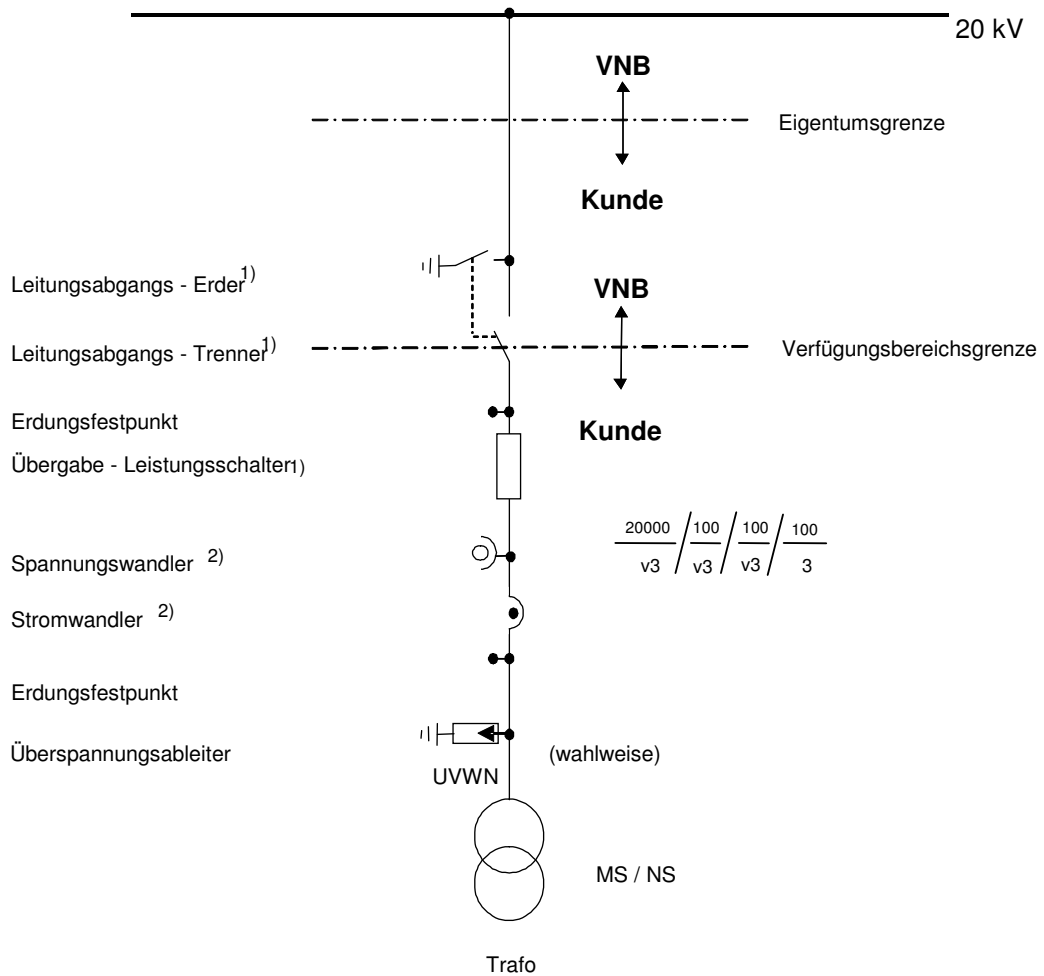 20 kV
VNB
Eigentumsgrenze
Kunde
Leitungsabgangs - Erder1)
VNB
Leitungsabgangs - Trenner1)
Verfügungsbereichsgrenze
Erdungsfestpunkt
Kunde
Übergabe - Leistungsschalter1)
20000 / 100 / 100 / 100
v3 v3 v3 3
Spannungswandler 2)
Stromwandler 2)
Erdungsfestpunkt
Überspannungsableiter
(wahlweise)
UVWN
MS / NS
Trafo